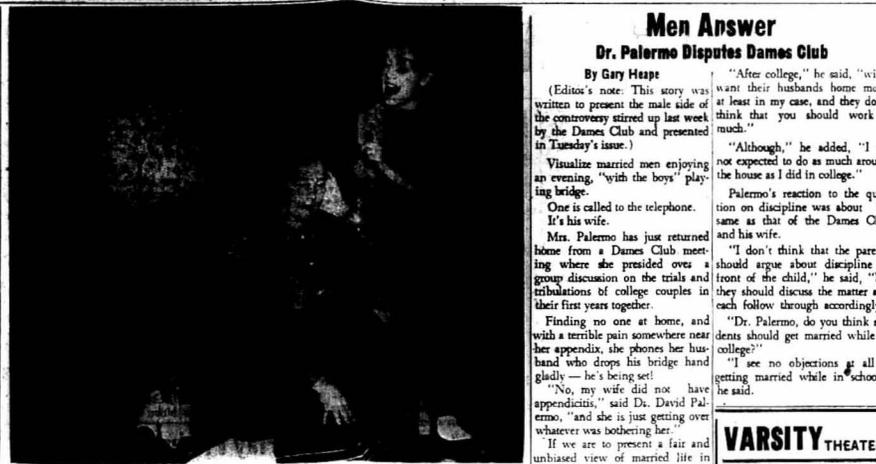 Men Answer
Dr. Palermo Disputes Dames Club
By Gary Heape
(Editor's note: This story was
written to present the male side of
the controversy stirred up last week
by the Dames Club and presented
in Tuesday's issue.)
Visualize married men enjoying
an evening, "with the boys" play-
ing bridge.
One is called to the telephone.
It's his wife.
Mrs. Palermo has just returned
home from a Dames Club meet-
ing where she presided over a
group discussion on the trials and
tribulations of college couples in
their first years together.
Finding no one at home, and
with a terrible pain somewhere near
her appendix, she phones her hus-
band who drops his bridge hand
gladly — he's being set!
"No, my wife did not have
appendicitis," said Dr. David Pal-
ermo, "and she is just getting over
whatever was bothering her."
If we are to present a fair and
unbiased view of married life in
"After college," he said,
want their husbands home
at least in my case, and they
think that you should work
much."
"Although," he added, "I
not expected to do as much
the house as I did in college."
Palermo's reaction to the
tion on discipline was about
same as that of the Dames
and his wife.
"I don't think that the
should argue about discipline
front of the child," he said,
they should discuss the matter
each follow through accordingly
"Dr. Palermo, do you think
dents should get married while
college?"
"I see no objections at all
getting married while in
he said.
VARSITY